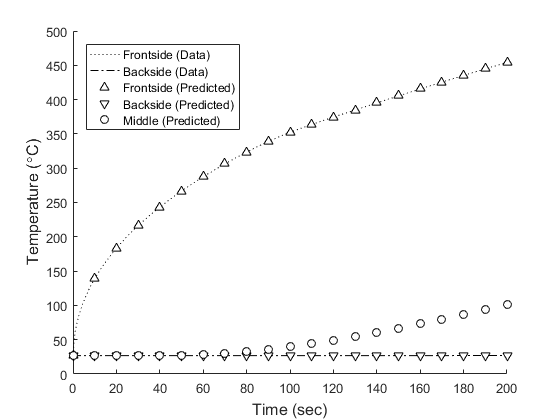 500
450
400
350
300
250
200
150
100
50
0
Temperature (°C)
Frontside (Data)
Backside (Data)
Frontside (Predicted)
Backside (Predicted)
Middle (Predicted)
0 20 40 60 80 100 120 140 160 180 200
Time (sec)